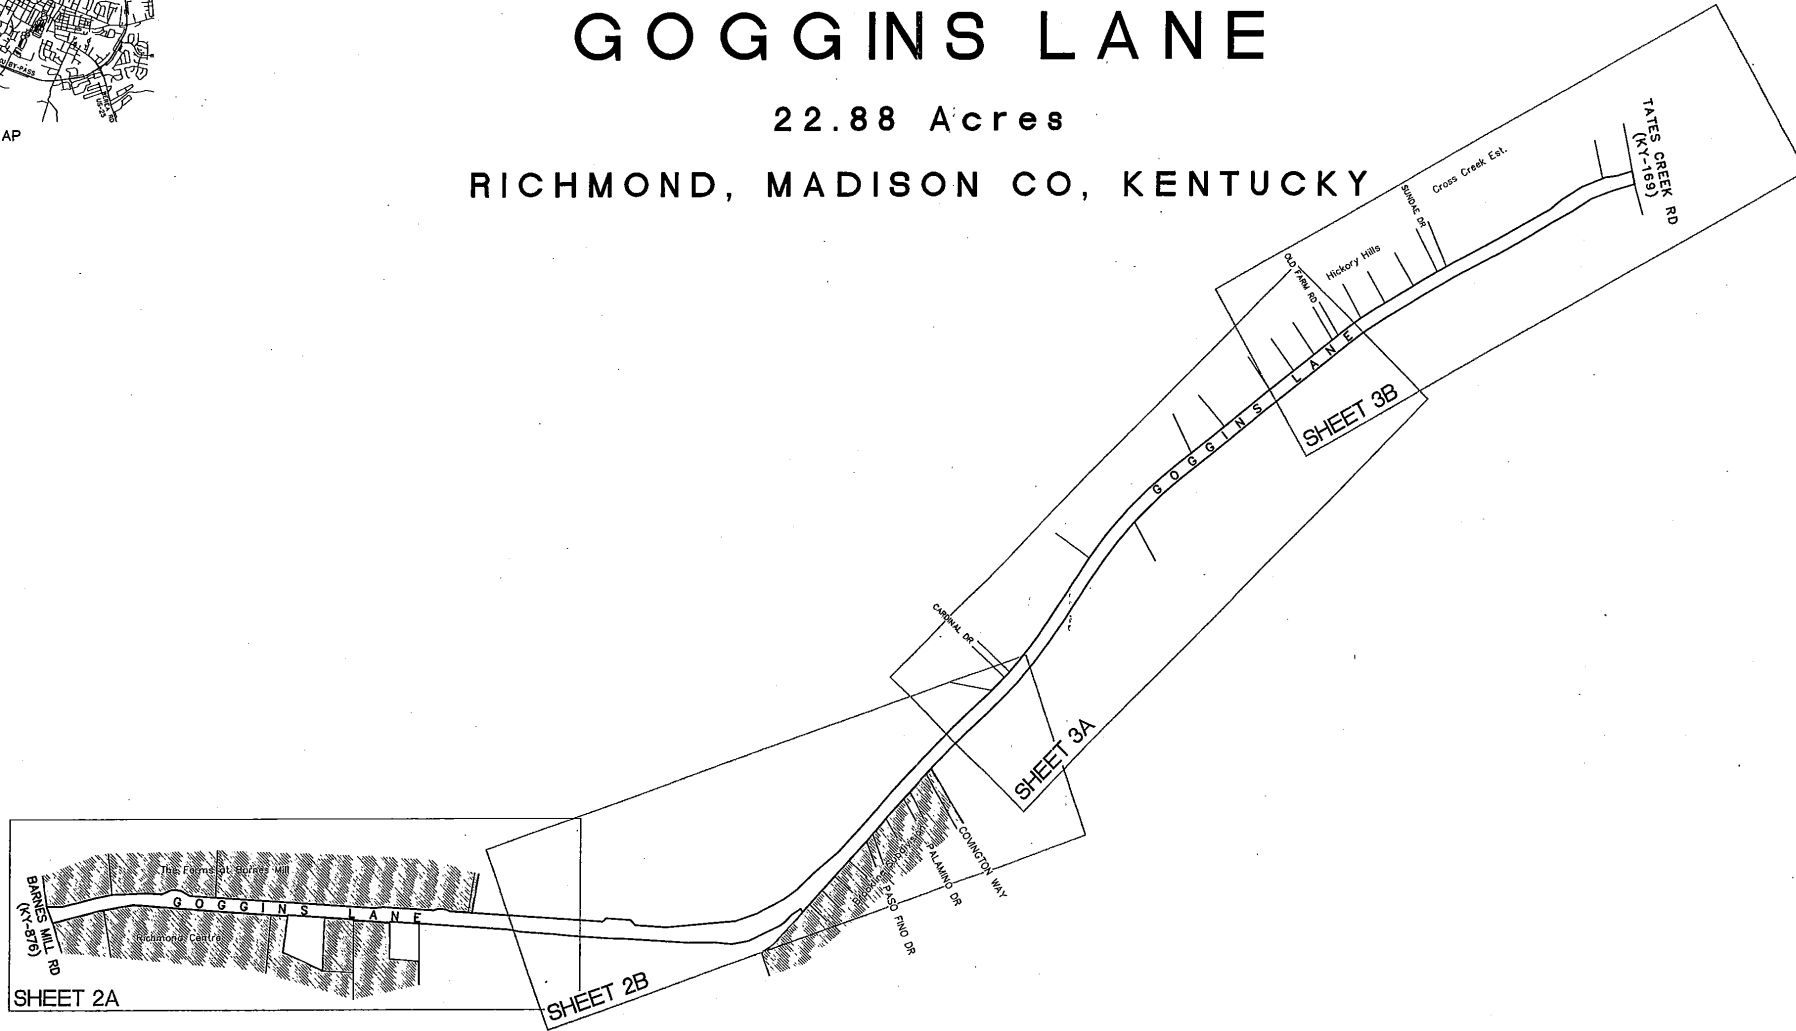 GOGGINS LANE
22.88 Acres
RICHMOND, MADISON CO, KENTUCKY
BY-PASS
AP
TATES CREEK RD
(KY-169)
Cross Creek Est.
SUNDAE DR
Hickory Hills
OLD FARM RD
GOGGINS LANE
SHEET 3B
CARDINAL DR
SHEET 3A
COVINGTON WAY
PALAMINO DR
PASO FINO DR
The Farms at Barnes Mill
GOGGINS LANE
BARNES MILL RD
(KY-876)
Richmond Centre
SHEET 2A
SHEET 2B